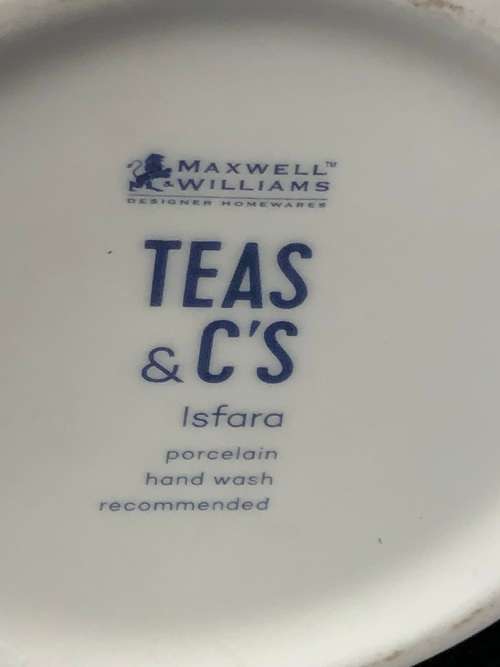 MAXWELL™
& WILLIAMS
DESIGNER HOMEWARES
TEAS
& C'S
Isfara
porcelain
hand wash
recommended